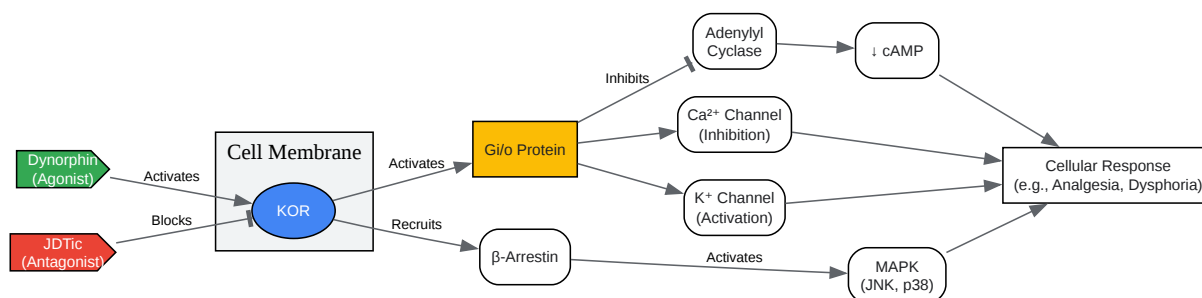 Dynorphin
(Agonist)
JDTic
(Antagonist)
Activates
Blocks
Cell Membrane
KOR
Activates
Recruits
Gi/o Protein
β-Arrestin
Inhibits
Adenylyl
Cyclase
↓ cAMP
Ca²⁺ Channel
(Inhibition)
K⁺ Channel
(Activation)
Activates
MAPK
(JNK, p38)
Cellular Response
(e.g., Analgesia, Dysphoria)